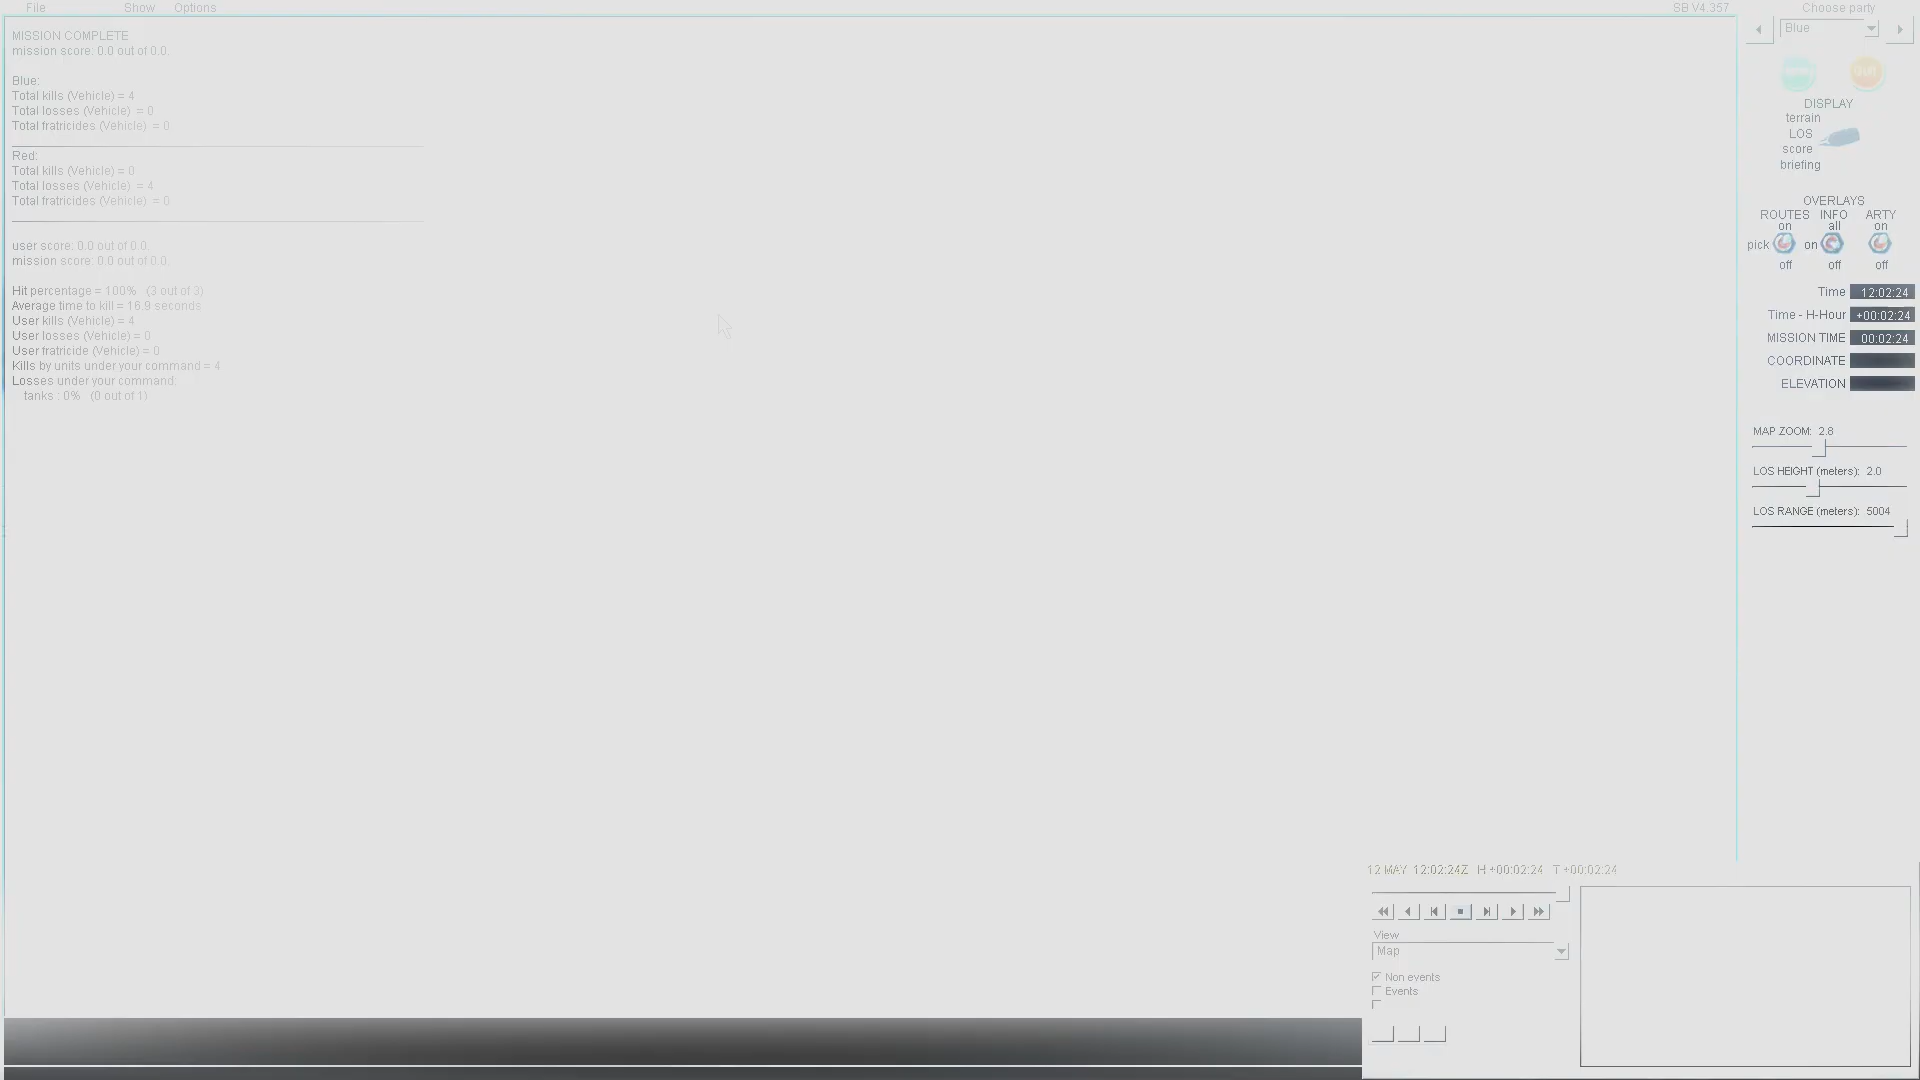 File Show Options SB V4.357 Choose party
Blue
MISSION COMPLETE
mission score: 0.0 out of 0.0.
Blue:
Total kills (Vehicle) = 4
Total losses (Vehicle) = 0
Total fratricides (Vehicle) = 0
Red:
Total kills (Vehicle) = 0
Total losses (Vehicle) = 4
Total fratricides (Vehicle) = 0
user score: 0.0 out of 0.0.
mission score: 0.0 out of 0.0.
Hit percentage = 100% (3 out of 3)
Average time to kill = 16.9 seconds
User kills (Vehicle) = 4
User losses (Vehicle) = 0
User fratricide (Vehicle) = 0
Kills by units under your command = 4
Losses under your command:
tanks : 0% (0 out of 1)
DISPLAY
terrain
LOS
score
briefing
OVERLAYS
ROUTES INFO ARTY
on all on
pick on
off off off
Time 12:02:24
Time - H-Hour +00:02:24
MISSION TIME 00:02:24
COORDINATE
ELEVATION
MAP ZOOM: 2.8
LOS HEIGHT (meters): 2.0
LOS RANGE (meters): 5004
12 MAY 12:02:24Z H +00:02:24 T +00:02:24
View
Map
Non events
Events